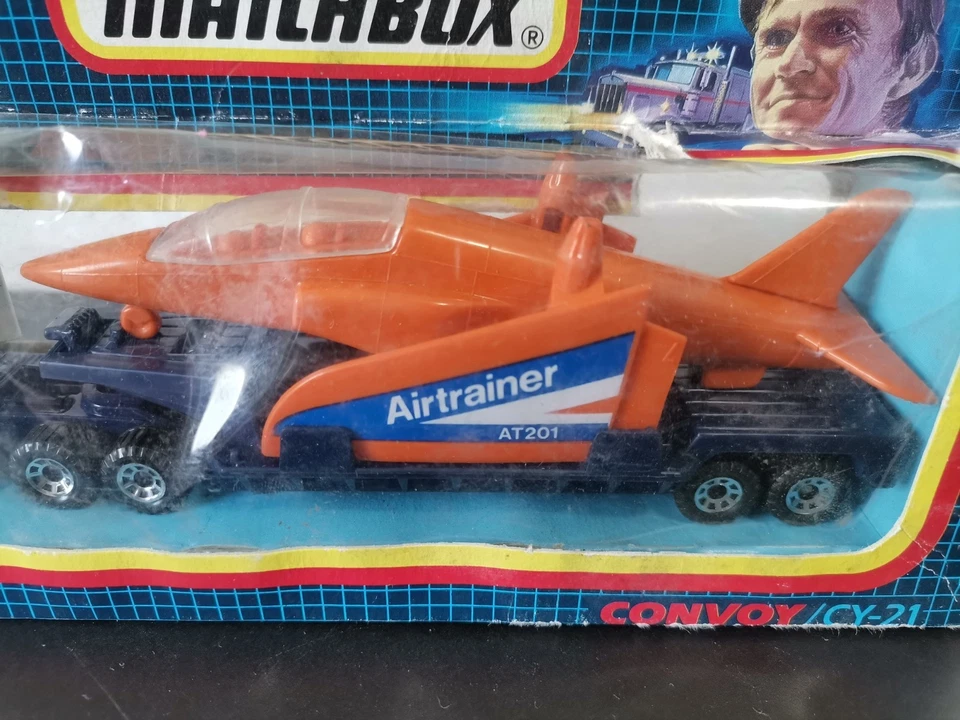 MATCHBOX ®
Airtrainer
AT201
CONVOY/CY-21